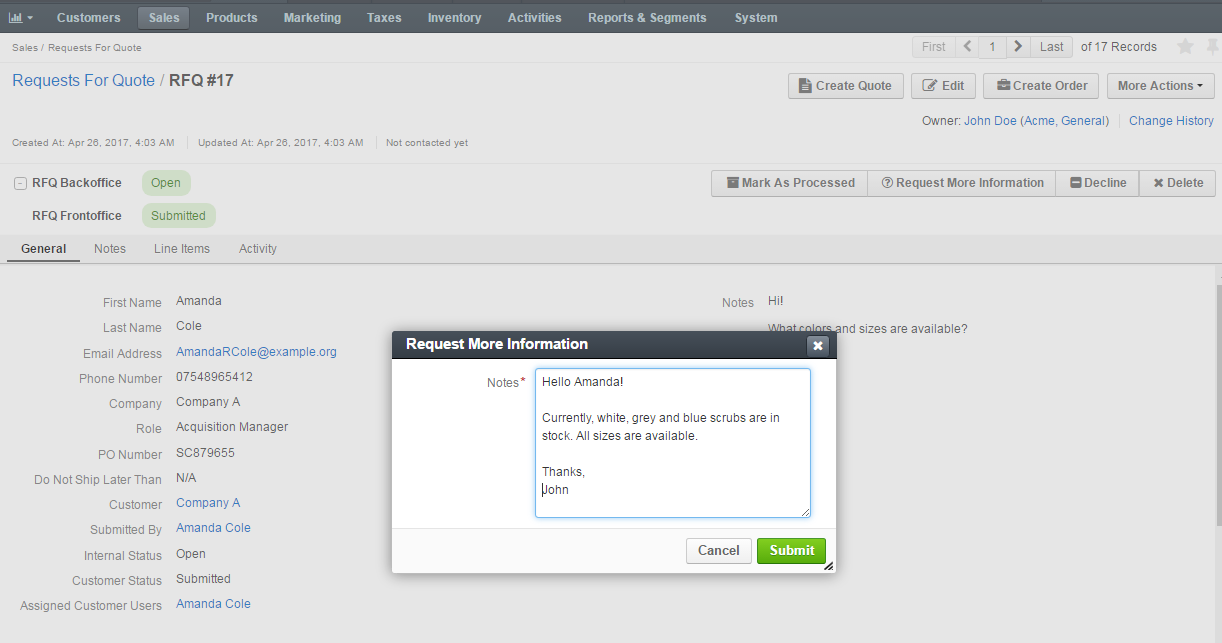 Customers Sales Products Marketing Taxes Inventory Activities Reports & Segments System
Sales / Requests For Quote First 1 Last of 17 Records
Requests For Quote / RFQ #17
Create Quote Edit Create Order More Actions
Owner: John Doe (Acme, General) Change History
Created At: Apr 26, 2017, 4:03 AM Updated At: Apr 26, 2017, 4:03 AM Not contacted yet
RFQ Backoffice Open Mark As Processed Request More Information Decline Delete
RFQ Frontoffice Submitted
General Notes Line Items Activity
First Name Amanda
Last Name Cole
Email Address AmandaRCole@example.org
Phone Number 07548965412
Company Company A
Role Acquisition Manager
PO Number SC879655
Do Not Ship Later Than N/A
Customer Company A
Submitted By Amanda Cole
Internal Status Open
Customer Status Submitted
Assigned Customer Users Amanda Cole
Notes Hi!
What colors and sizes are available?
Request More Information
Notes* Hello Amanda!
Currently, white, grey and blue scrubs are in
stock. All sizes are available.
Thanks,
John
Cancel Submit